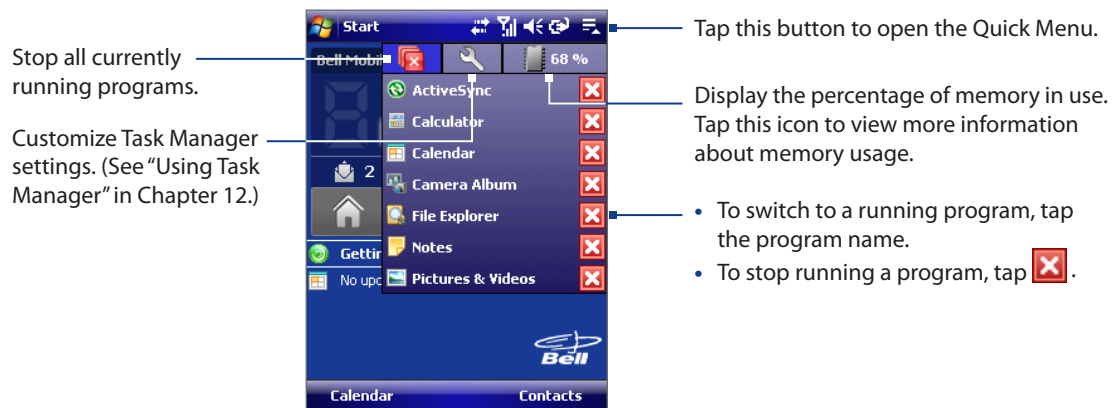 Stop all currently
running programs.
Customize Task Manager
settings. (See “Using Task
Manager” in Chapter 12.)
Start
Bell Mobil
68 %
ActiveSync
Calculator
Calendar
2
Camera Album
File Explorer
Gettin
Notes
No upc
Pictures & Videos
Bell
Calendar
Contacts
Tap this button to open the Quick Menu.
Display the percentage of memory in use.
Tap this icon to view more information
about memory usage.
• To switch to a running program, tap
the program name.
• To stop running a program, tap .